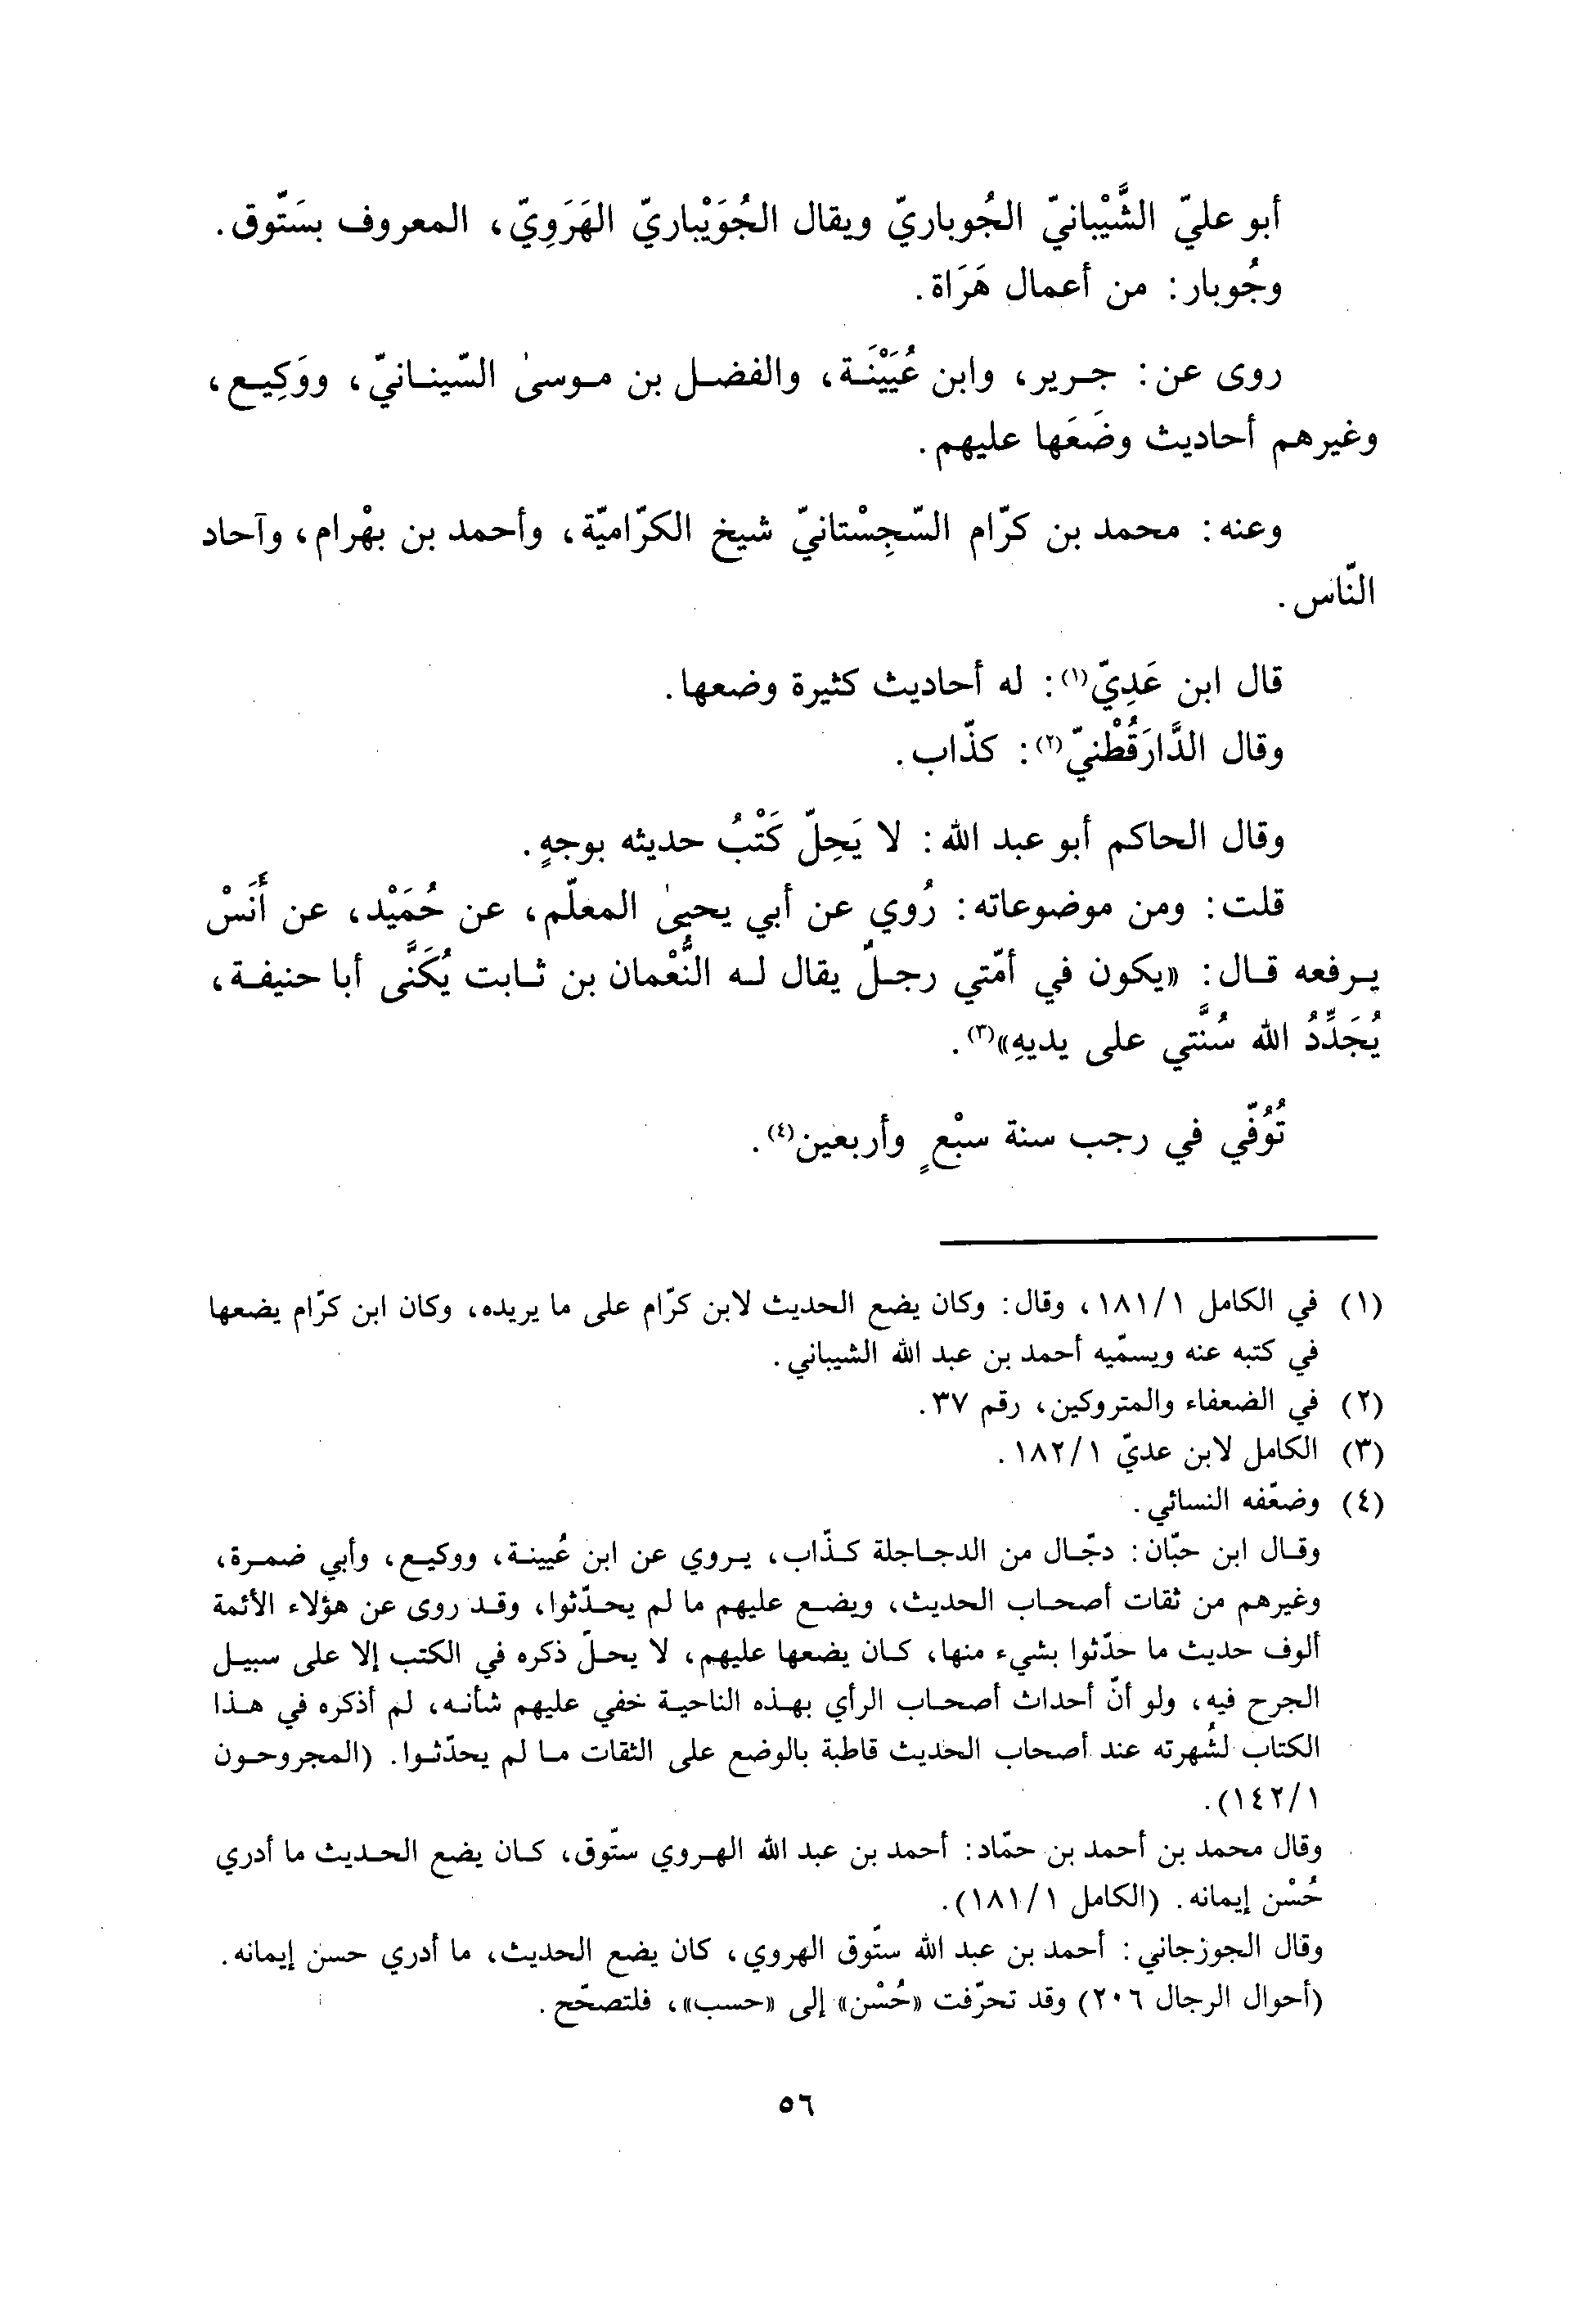 أبو عليّ الشَّيْبانيّ الجُوباريّ ويقال الجُوَيْباريّ الهَرَوِيّ، المعروف بسَتّوق.
وجُوبار: من أعمال هَرَاة.
روى عن: جرير، وابن عُيَيْنَة، والفضل بن موسىٰ السّينانيّ، ووَكِيع،
وغيرهم أحاديث وضَعَها عليهم.
وعنه: محمد بن كرّام السّجِسْتانيّ شيخ الكرّاميّة، وأحمد بن بهْرام، وآحاد
النّاس.
قال ابن عَدِيّ(١): له أحاديث كثيرة وضعها.
وقال الدَّارَقُطْنيّ(٢): كذّاب.
وقال الحاكم أبو عبد الله: لا يَحِلّ كَتْبُ حديثه بوجهٍ.
قلت: ومن موضوعاته: رُوي عن أبي يحيىٰ المعلّم، عن حُمَيْد، عن أَنَسْ
يرفعه قال: «يكون في أمّتي رجلٌ يقال له النُّعْمان بن ثابت يُكَنَّى أبا حنيفة،
يُجَدِّدُ الله سُنَّتي على يديهِ»(٣).
تُوُفّي في رجب سنة سبْعٍ وأربعين(٤).
(١) في الكامل ١/١٨١، وقال: وكان يضع الحديث لابن كرّام على ما يريده، وكان ابن كرّام يضعها
في كتبه عنه ويسمّيه أحمد بن عبد الله الشيباني.
(٢) في الضعفاء والمتروكين، رقم ٣٧.
(٣) الكامل لابن عديّ ١/١٨٢.
(٤) وضعّفه النسائي.
وقال ابن حبّان: دجّال من الدجاجلة كذّاب، يروي عن ابن عُيينة، ووكيع، وأبي ضمرة،
وغيرهم من ثقات أصحاب الحديث، ويضع عليهم ما لم يحدّثوا، وقد روى عن هؤلاء الأئمة
ألوف حديث ما حدّثوا بشيء منها، كان يضعها عليهم، لا يحلّ ذكره في الكتب إلا على سبيل
الجرح فيه، ولو أنّ أحداث أصحاب الرأي بهذه الناحية خفي عليهم شأنه، لم أذكره في هذا
الكتاب لشُهرته عند أصحاب الحديث قاطبة بالوضع على الثقات ما لم يحدّثوا. (المجروحون
١/١٤٢).
وقال محمد بن أحمد بن حمّاد: أحمد بن عبد الله الهروي ستّوق، كان يضع الحديث ما أدري
حُسْن إيمانه. (الكامل ١/١٨١).
وقال الجوزجاني: أحمد بن عبد الله ستّوق الهروي، كان يضع الحديث، ما أدري حسن إيمانه.
(أحوال الرجال ٢٠٦) وقد تحرّفت «حُسْن» إلى «حسب»، فلتصحّح.
٥٦